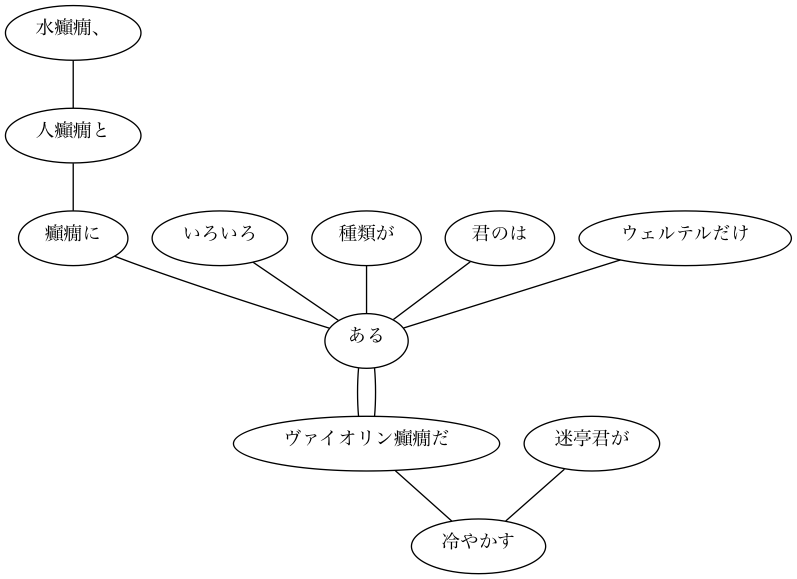 水癲癇、
人癲癇と
癲癇に
いろいろ
種類が
君のは
ウェルテルだけ
ある
ヴァイオリン癲癇だ
迷亭君が
冷やかす